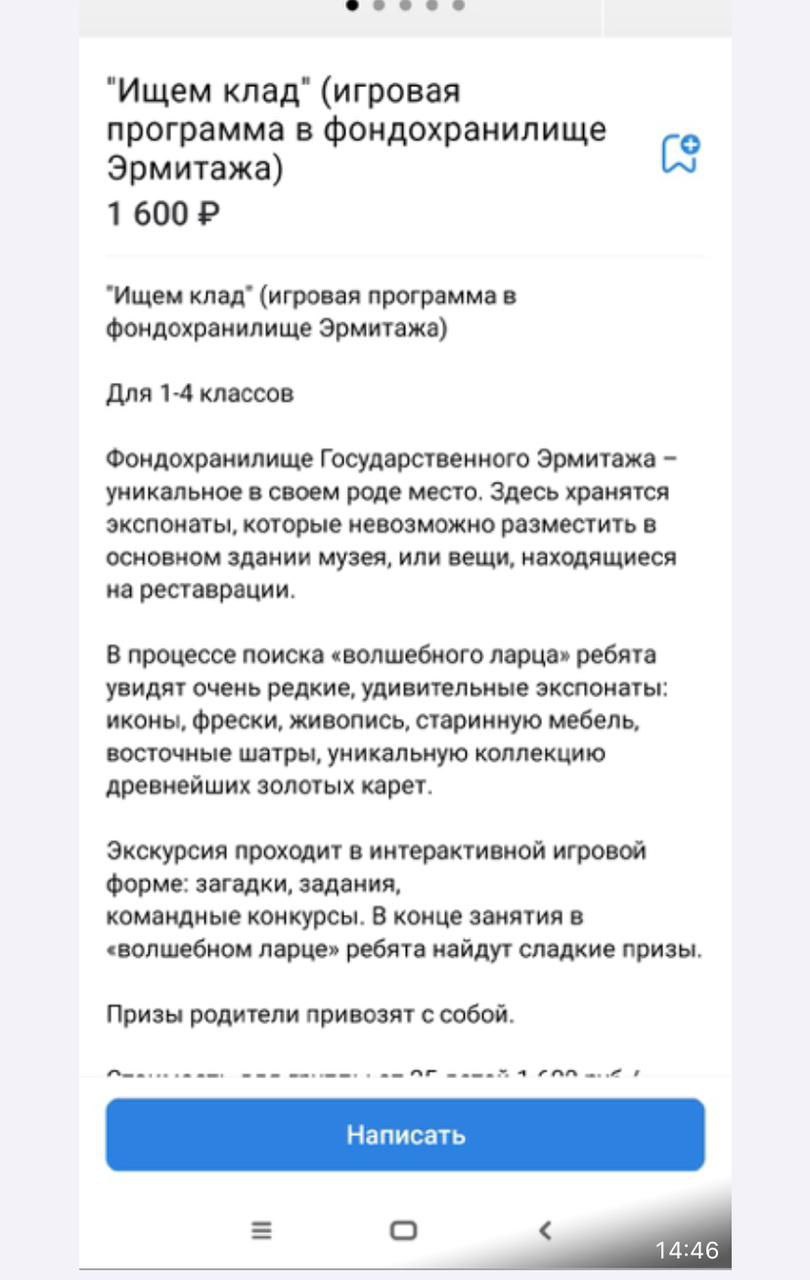 "Ищем клад" (игровая
программа в фондохранилище
Эрмитажа)
1 600 ₽
"Ищем клад" (игровая программа в
фондохранилище Эрмитажа)
Для 1-4 классов
Фондохранилище Государственного Эрмитажа –
уникальное в своем роде место. Здесь хранятся
экспонаты, которые невозможно разместить в
основном здании музея, или вещи, находящиеся
на реставрации.
В процессе поиска «волшебного ларца» ребята
увидят очень редкие, удивительные экспонаты:
иконы, фрески, живопись, старинную мебель,
восточные шатры, уникальную коллекцию
древнейших золотых карет.
Экскурсия проходит в интерактивной игровой
форме: загадки, задания,
командные конкурсы. В конце занятия в
«волшебном ларце» ребята найдут сладкие призы.
Призы родители привозят с собой.
Написать
14:46